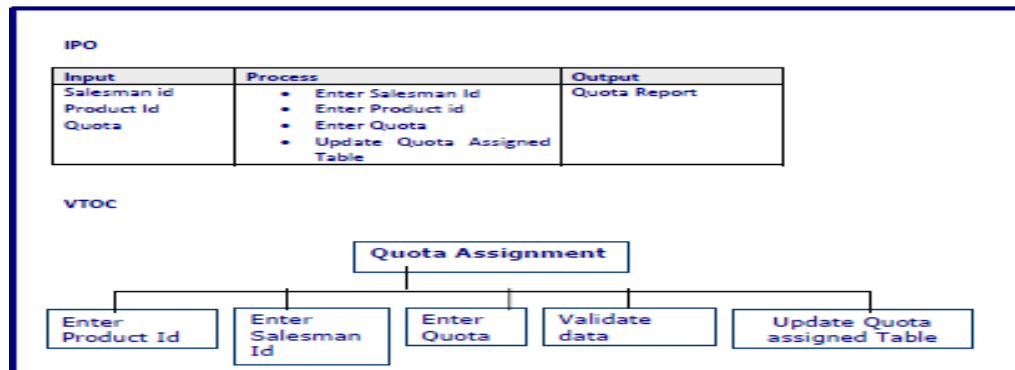 IPO
Input Process Output
Salesman id • Enter Salesman Id Quota Report
Product Id • Enter Product id
Quota • Enter Quota
• Update Quota Assigned
Table
VTOC
Quota Assignment
Enter
Product Id
Enter
Salesman
Id
Enter
Quota
Validate
data
Update Quota
assigned Table